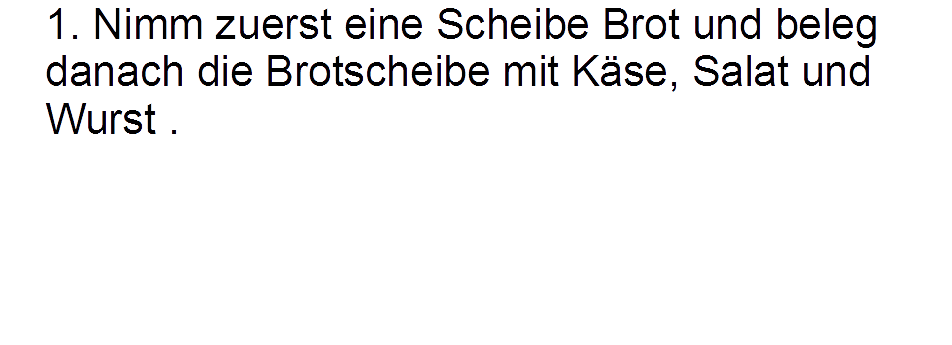 1. Nimm zuerst eine Scheibe Brot und beleg
danach die Brotscheibe mit Käse, Salat und
Wurst .